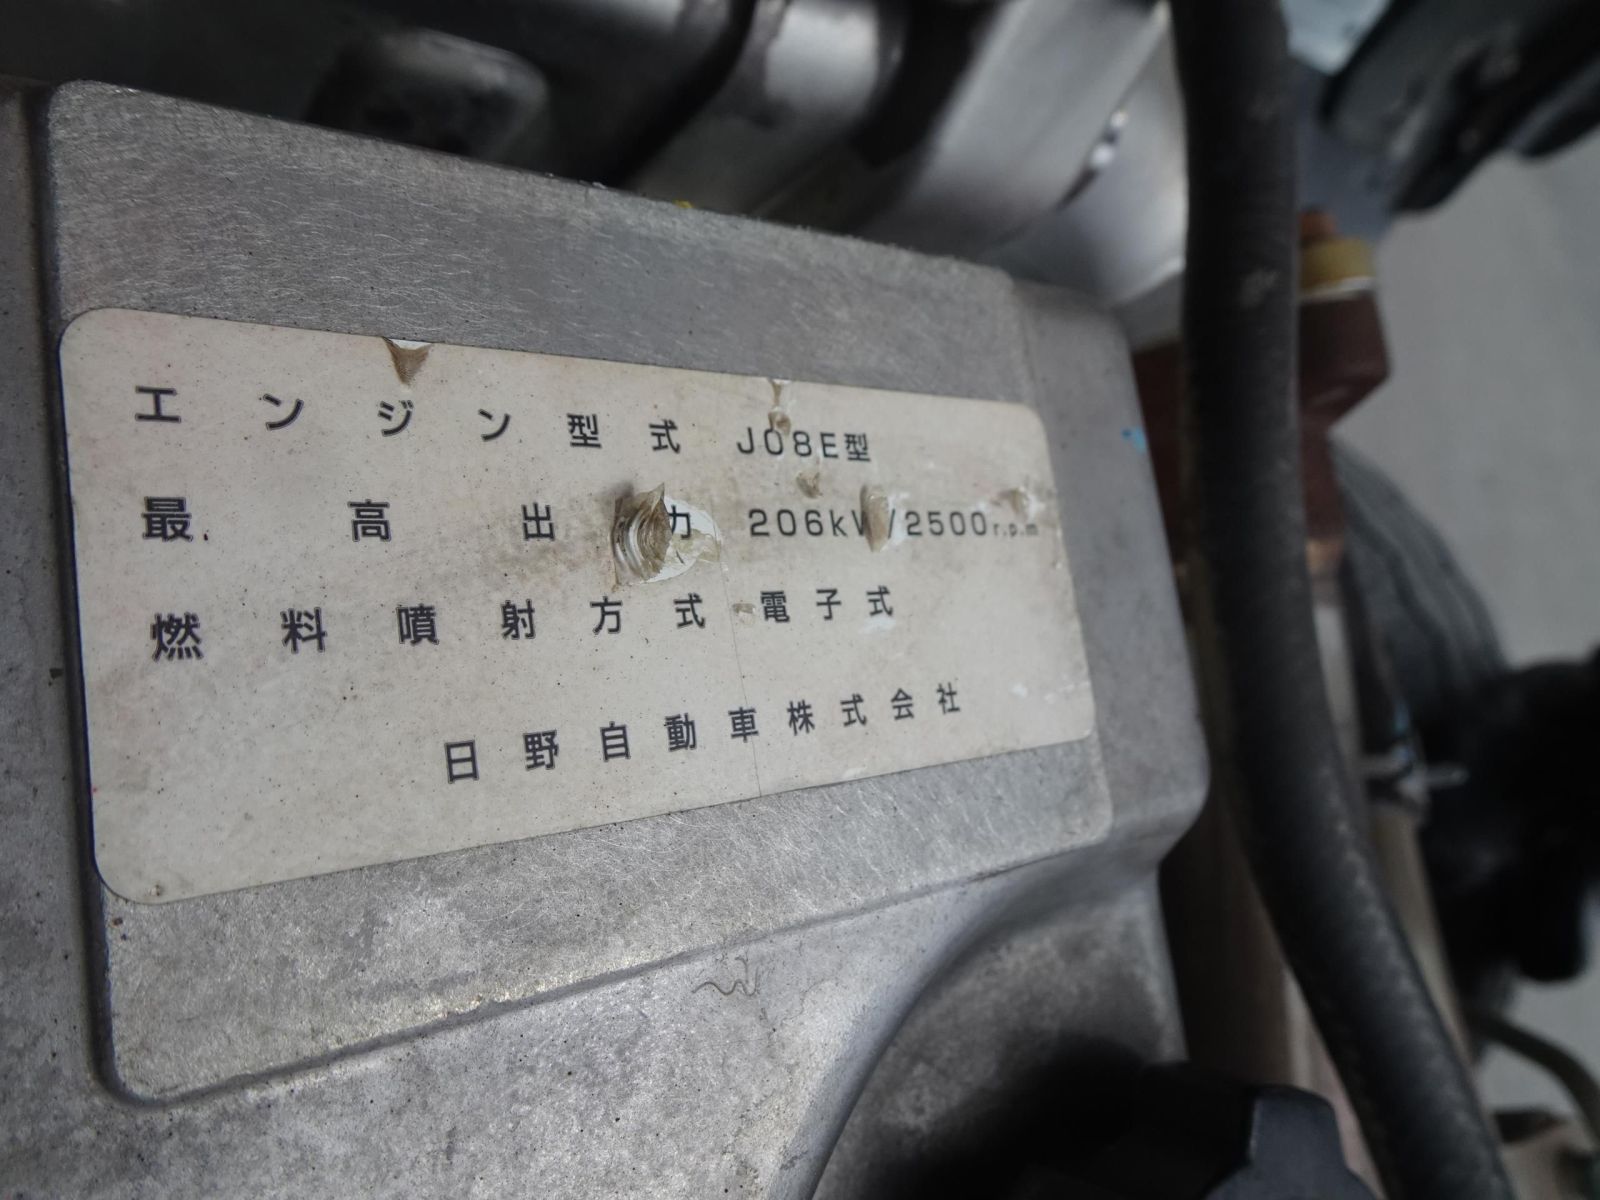 エンジン型式 J08E型
最高出力 206kW/2500r.p.m
燃料噴射方式 電子式
日野自動車株式会社